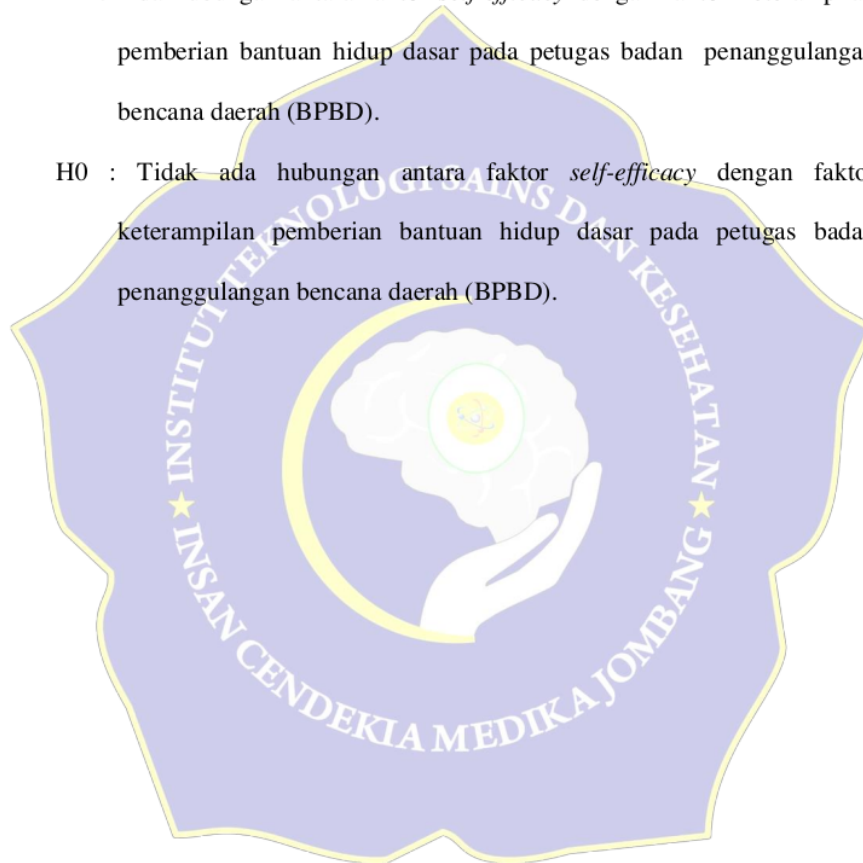 self-efficacy
pemberian bantuan hidup dasar pada petugas badan penanggulanga
bencana daerah (BPBD).
H0 : Tidak ada hubungan antara faktor self-efficacy dengan fakto
keterampilan pemberian bantuan hidup dasar pada petugas bada
penanggulangan bencana daerah (BPBD).
INSTITUT TEKNOLOGI SAINS DAN KESEHATAN
INSAN CENDEKIA MEDIKA JOMBANG